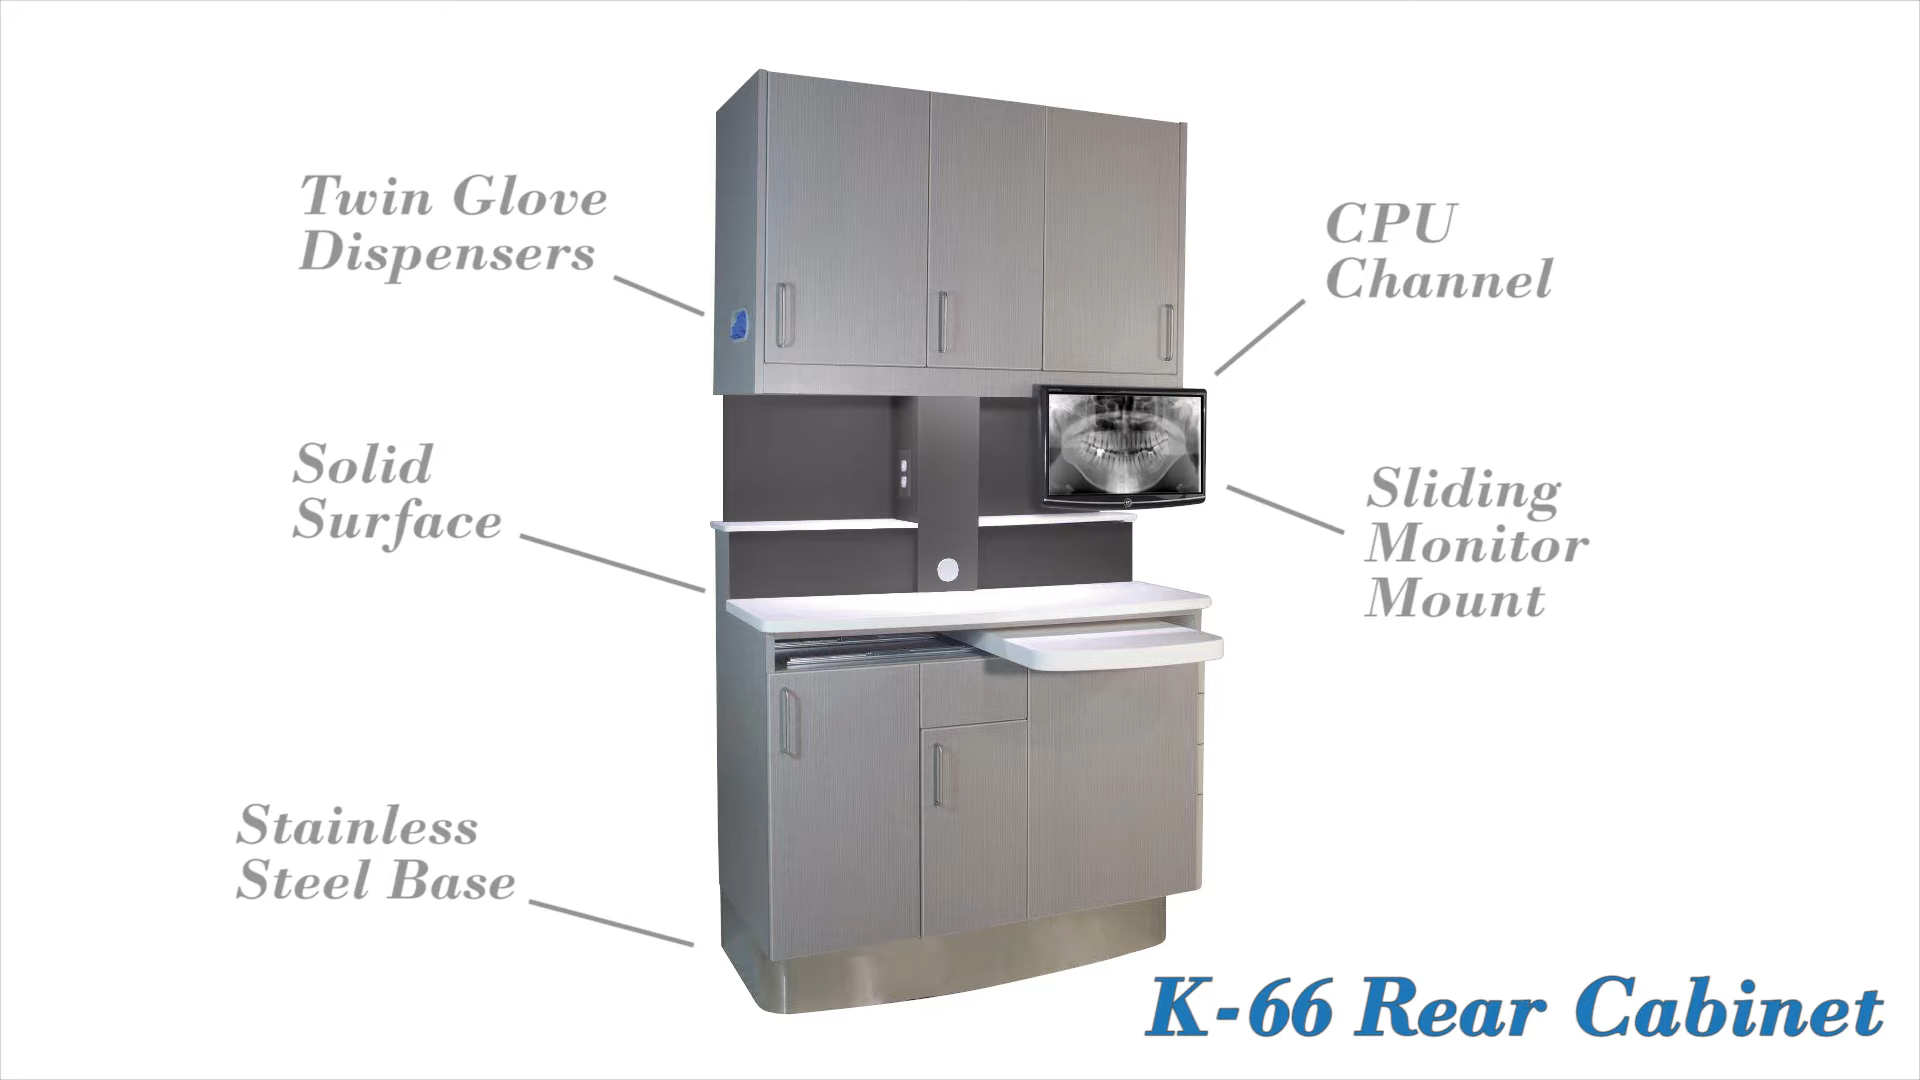 Twin Glove
Dispensers
CPU
Channel
Solid
Surface
Sliding
Monitor
Mount
Stainless
Steel Base
K-66 Rear Cabinet